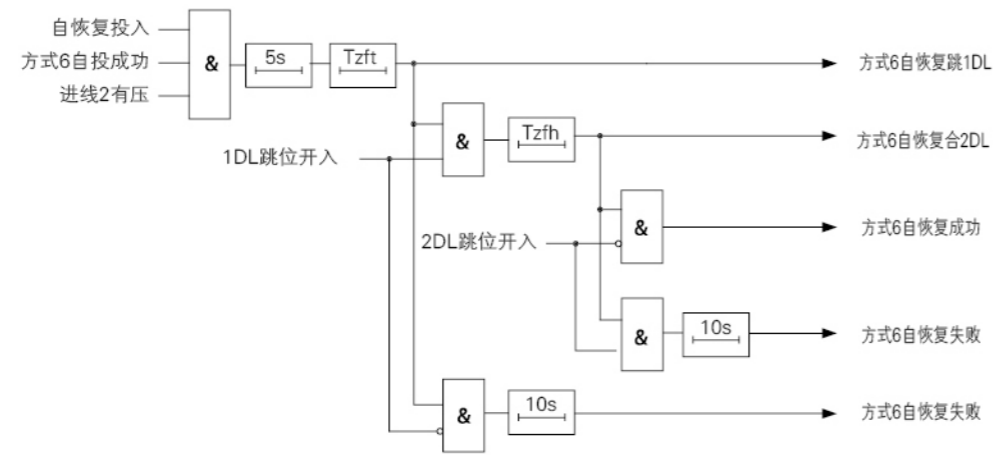 自恢复投入
方式6自投成功
进线2有压
&
5s
Tzft
方式6自恢复跳1DL
1DL跳位开入
&
Tzfh
方式6自恢复合2DL
2DL跳位开入
&
方式6自恢复成功
&
10s
方式6自恢复失败
&
10s
方式6自恢复失败